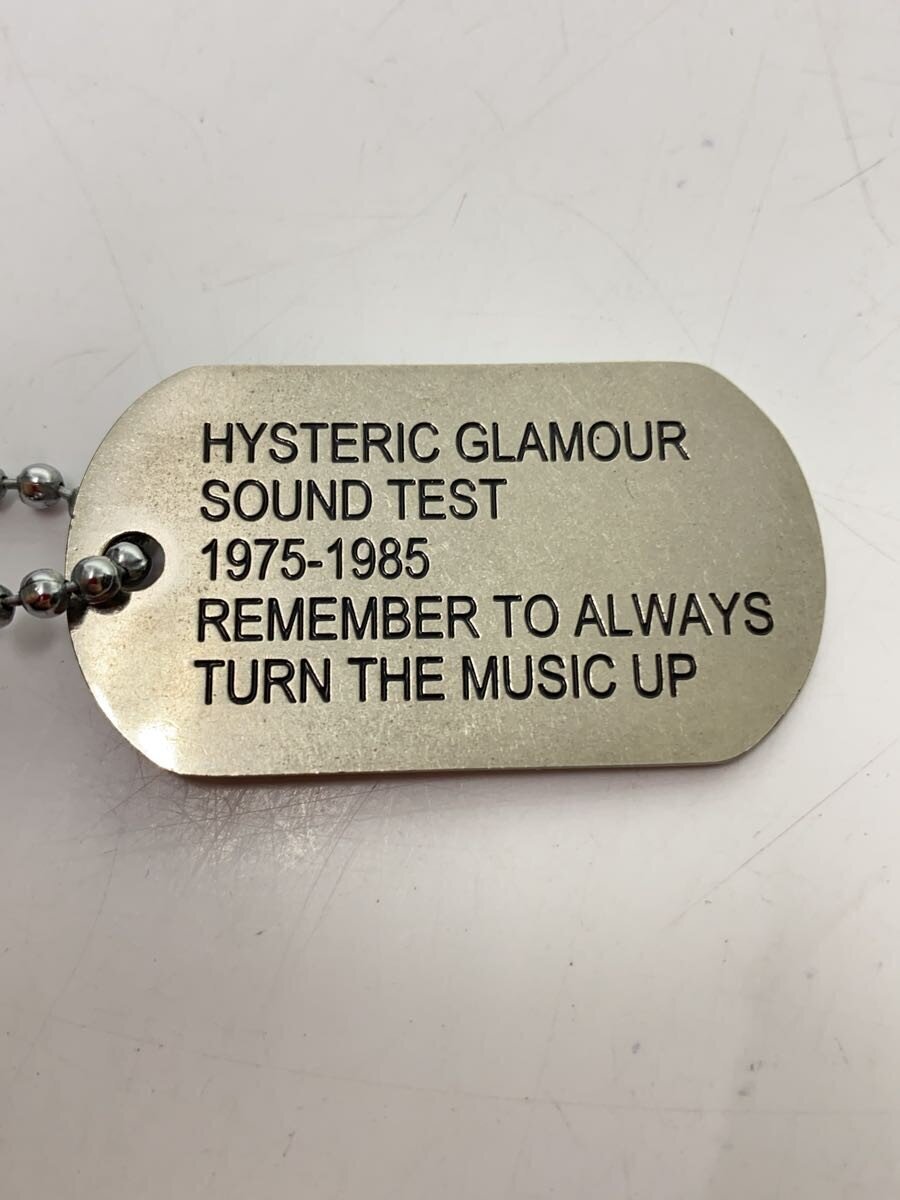 HYSTERIC GLAMOUR
SOUND TEST
1975-1985
REMEMBER TO ALWAYS
TURN THE MUSIC UP